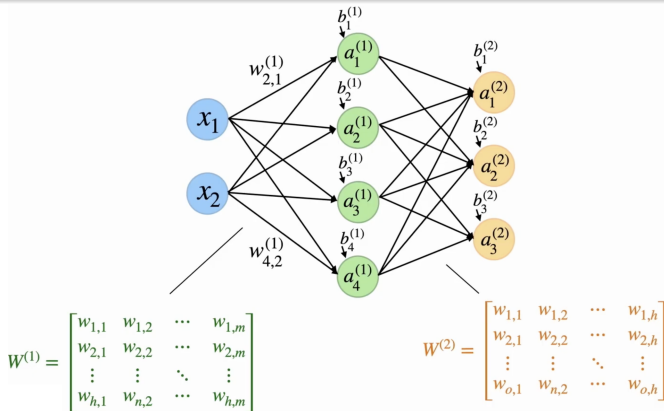 b_1^{(1)}
a_1^{(1)}
b_1^{(2)}
w_{2,1}^{(1)}
b_2^{(1)}
a_1^{(2)}
x_1
a_2^{(1)}
b_2^{(2)}
b_3^{(1)}
a_2^{(2)}
x_2
a_3^{(1)}
b_3^{(2)}
w_{4,2}^{(1)}
b_4^{(1)}
a_3^{(2)}
a_4^{(1)}
W^{(1)} =
w_{1,1} w_{1,2} ⋯ w_{1,m}
w_{2,1} w_{2,2} ⋯ w_{2,m}
⋮ ⋮ ⋱ ⋮
w_{h,1} w_{n,2} ⋯ w_{h,m}
W^{(2)} =
w_{1,1} w_{1,2} ⋯ w_{1,h}
w_{2,1} w_{2,2} ⋯ w_{2,h}
⋮ ⋮ ⋱ ⋮
w_{o,1} w_{n,2} ⋯ w_{o,h}